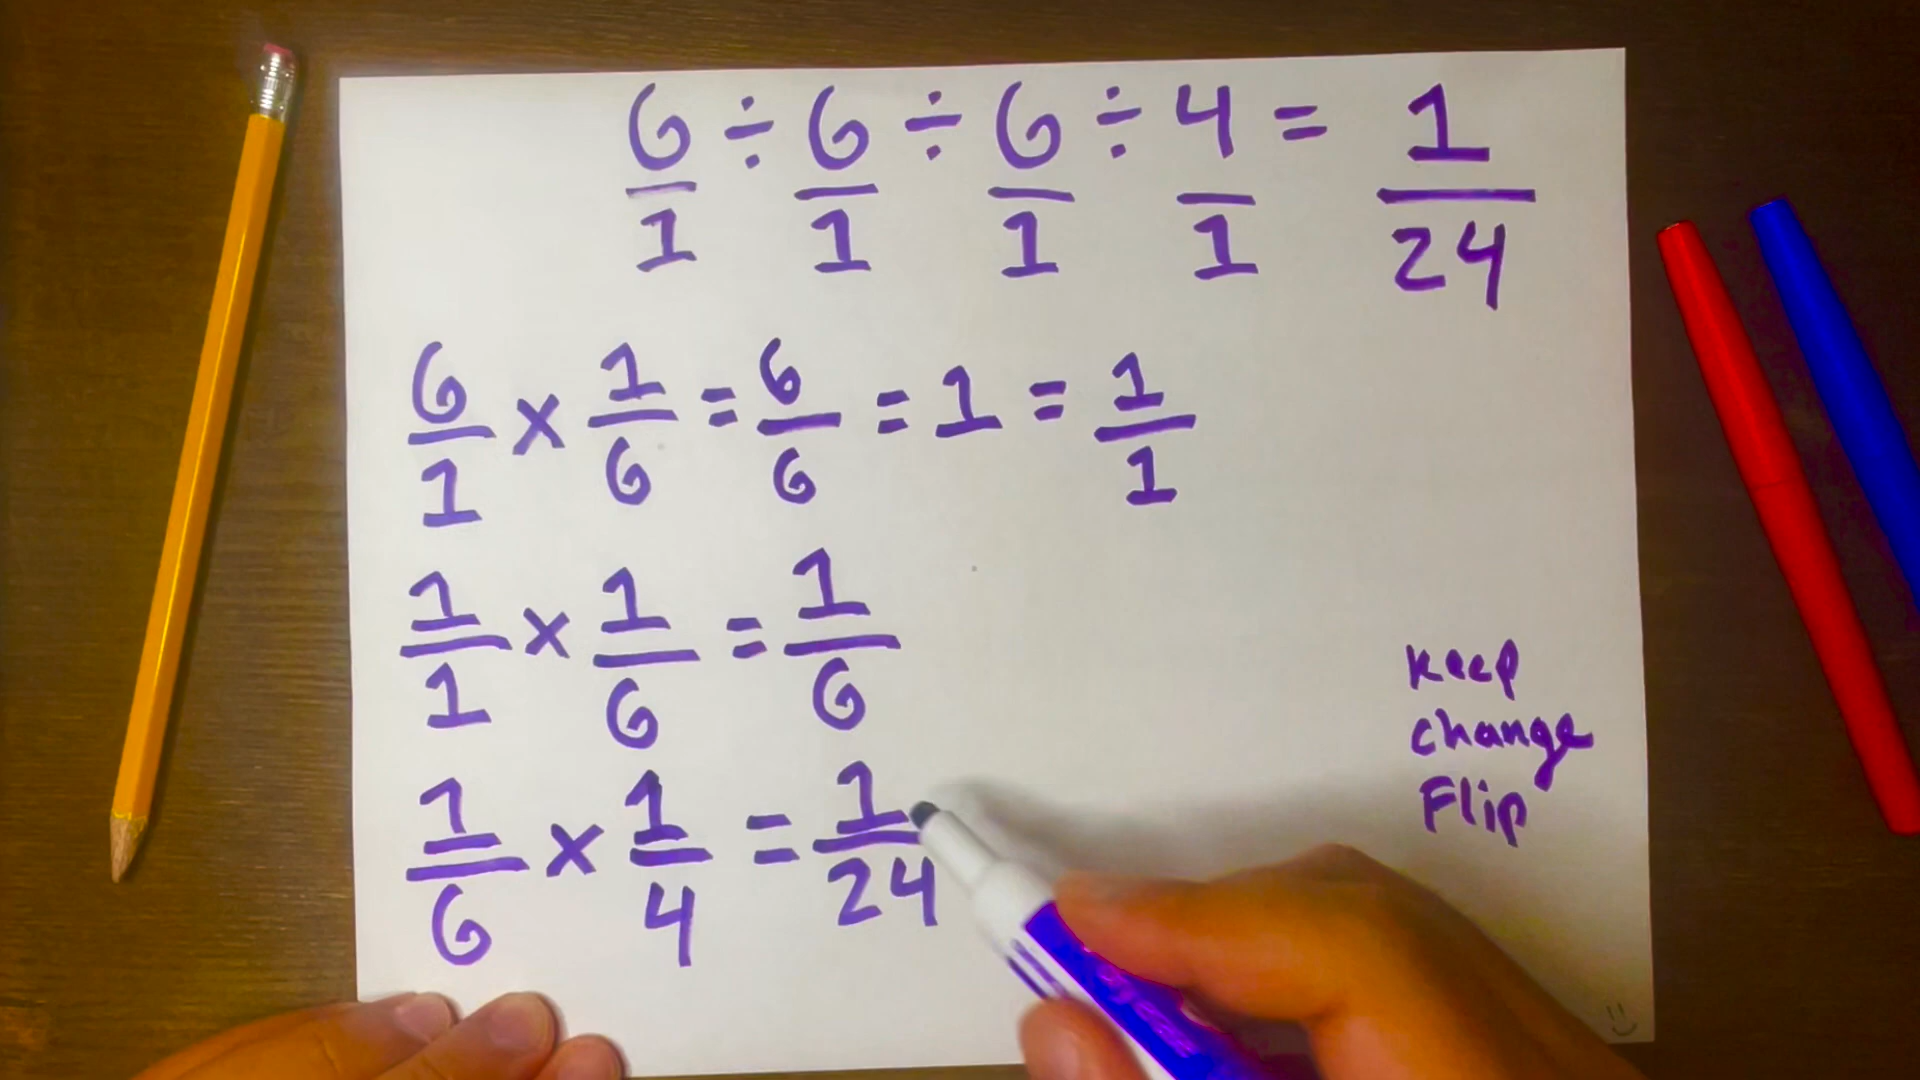 6/1 ÷ 6/1 ÷ 6/1 ÷ 4/1 = 1/24
6/1 × 1/6 = 6/6 = 1 = 1/1
1/1 × 1/6 = 1/6
1/6 × 1/4 = 1/24
keep
change
Flip